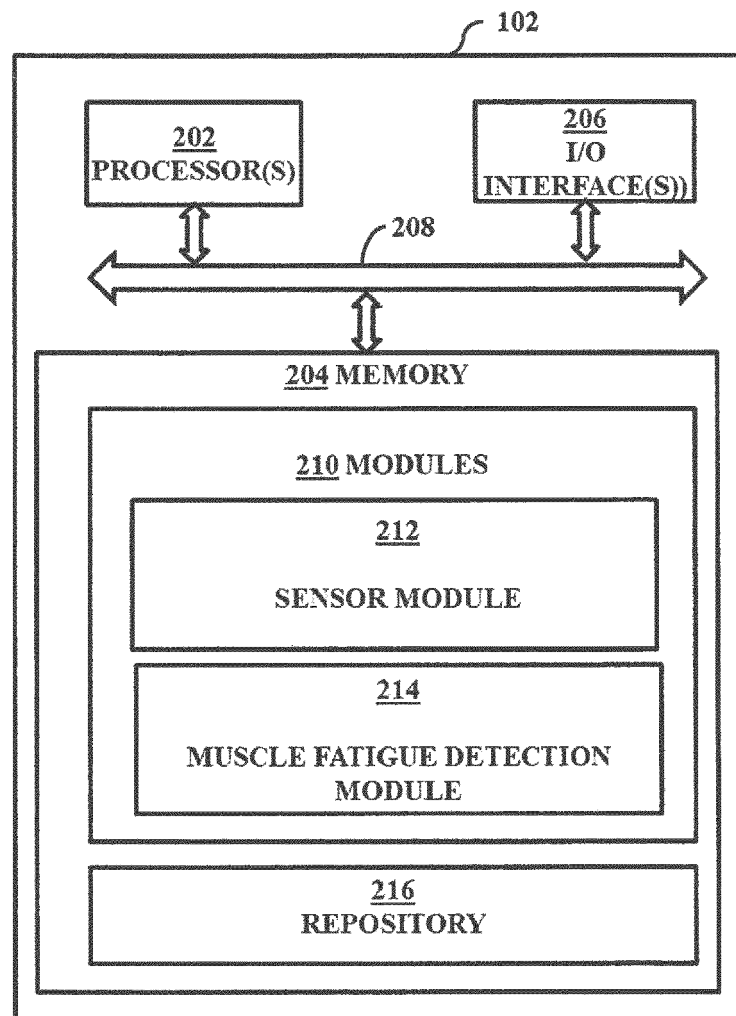 102
202
PROCESSOR(S)
206
I/O
INTERFACE(S))
208
204 MEMORY
210 MODULES
212
SENSOR MODULE
214
MUSCLE FATIGUE DETECTION
MODULE
216
REPOSITORY